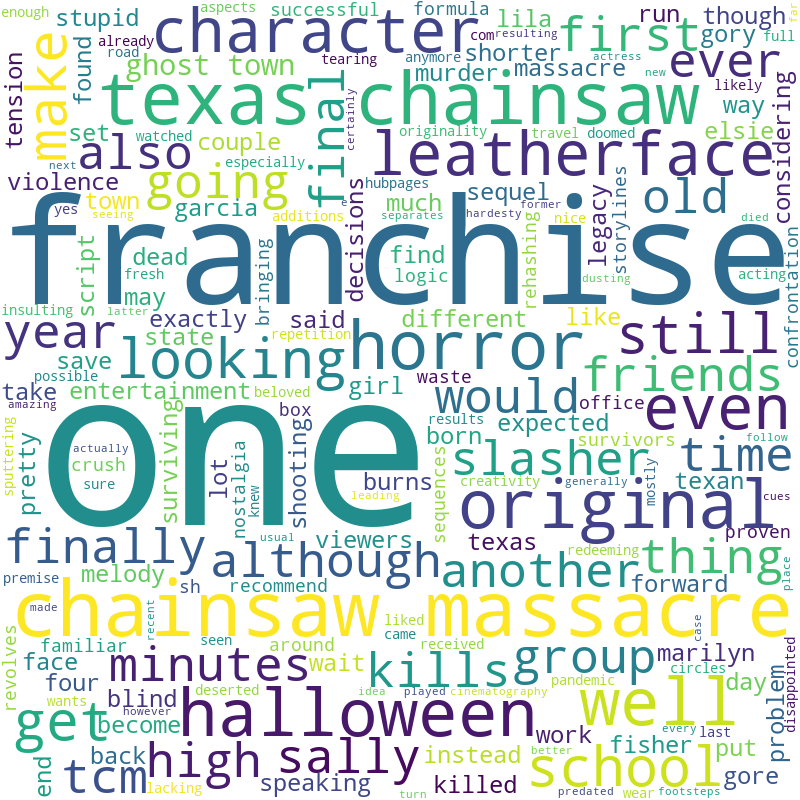 enough
aspects
successful
formula
com
resulting
run
though
far
full
stupid
character
lila
first
already
road
tearing
anymore
actress
gory
ghost town
shorter
ever
new
tension
found
make
texas chainsaw
murder
massacre
likely
way
set
watched
couple
final
certainly
originality
travel
doomed
elsie
considering
also
especially
leatherface
next
violence
going
hubpages
sequel
old
town
garcia
much
separates
former
yes
seeing
additions
e
hardesty
nice
legacy
storylines
died
franchise
script
dead
bringing
decisions
find
rehashing
confrontation
fresh
logic
acting
may
latter
dusting
insulting
exactly
said
different
like
year
state
repetition
horror
still
looking
save
friends
possible
take
entertainment
beloved
girl
waste
would
office
even
amazing
one
box
results
born
expected
survivors
follow
sputtering
pretty
actually
crush
sure
surviving
lot
nostalgia
knew
shooting
burns
leading
sequences
slasher
time
creativity
generally
mostly
texan
original
cues
finally
usual
viewers
texas
proven
although
another
redeeming
thing
premise
melody
sh
recommend
forward
place
made
recent
chainsaw massacre
case
liked
came
revolves
familiar
seen
around
received
face
minutes
wait
kills
group
marilyn
circles
disappointed
four
deserted
idea
played
cinematography
pandemic
day
wants
blind
however
halloween
well
problem
get
become
every
last
better
work
fisher
put
end
back
high
sally
instead
school
tcm
lacking
speaking
killed
gore
turn
wear
predated
footsteps